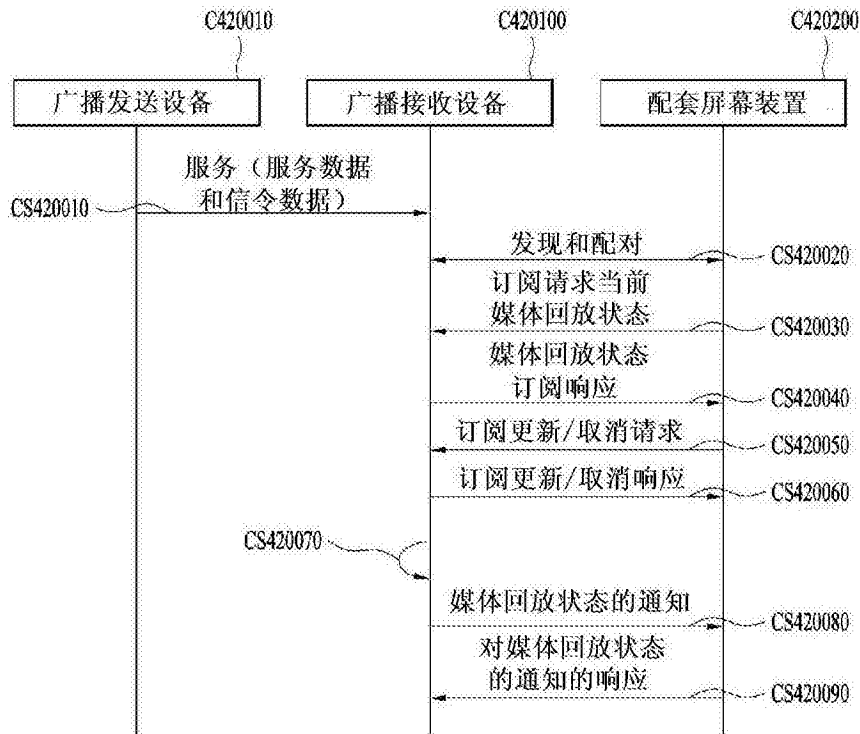 C420010
C420100
C420200
广播发送设备
广播接收设备
配套屏幕装置
服务（服务数据
和信令数据）
CS420010
发现和配对
CS420020
订阅请求当前
媒体回放状态
CS420030
媒体回放状态
订阅响应
CS420040
订阅更新/取消请求
CS420050
订阅更新/取消响应
CS420060
CS420070
媒体回放状态的通知
CS420080
对媒体回放状态
的通知的响应
CS420090